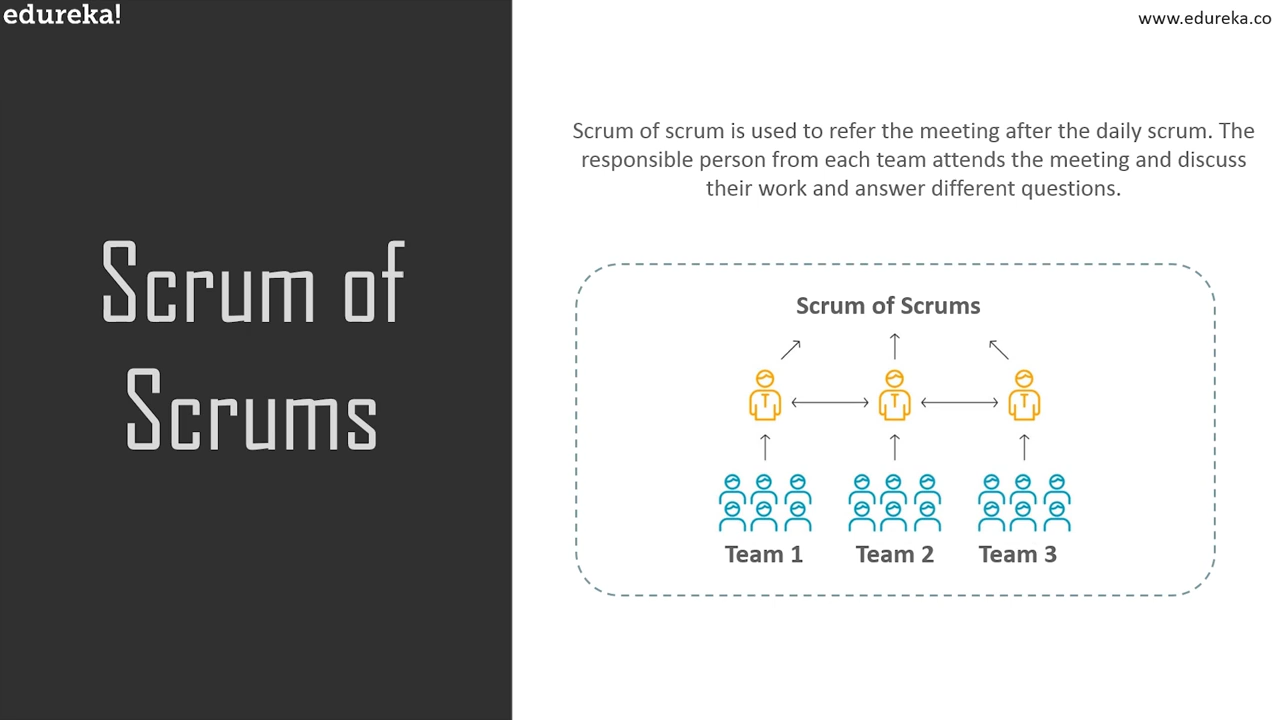 edureka!
www.edureka.co
Scrum of
Scrums
Scrum of scrum is used to refer the meeting after the daily scrum. The
responsible person from each team attends the meeting and discuss
their work and answer different questions.
Scrum of Scrums
Team 1
Team 2
Team 3